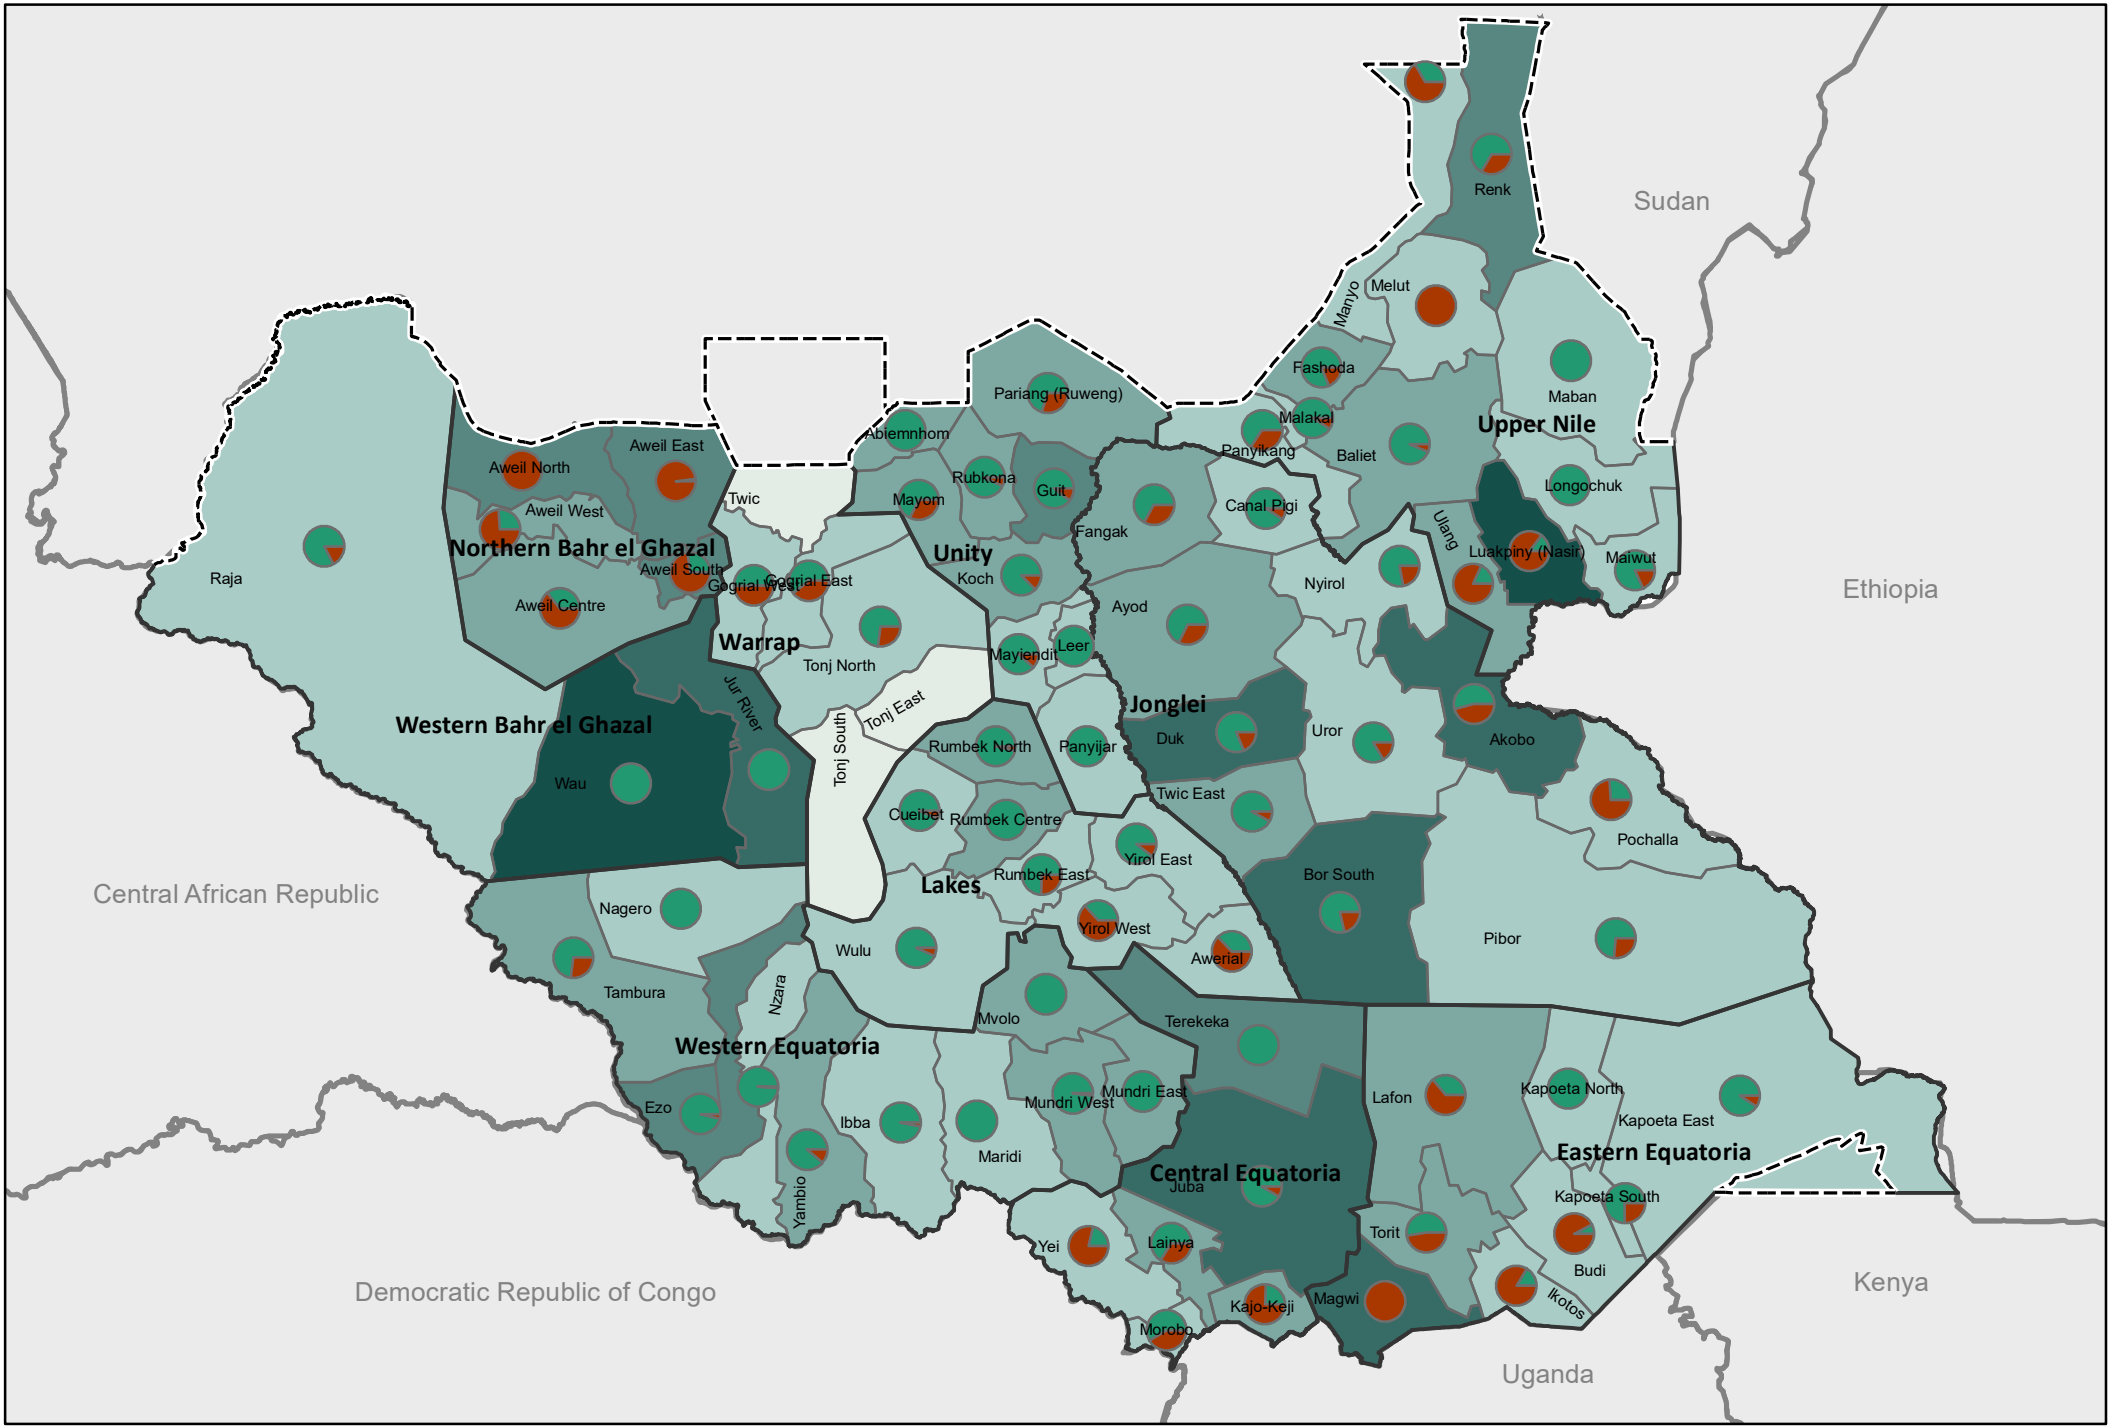 Renk
Sudan
Manyo
Melut
Fashoda
Maban
Pariang (Ruweng)
Malakal
Upper Nile
Abiemnhom
Panyikang
Baliet
Aweil East
Aweil North
Rubkona
Guit
Longochuk
Twic
Mayom
Canal Pigi
Aweil West
Fangak
Ulang
Luakpiny (Nasir)
Northern Bahr el Ghazal
Unity
Maiwut
Aweil South
Gogrial West
Gogrial East
Koch
Nyirol
Raja
Ethiopia
Aweil Centre
Ayod
Warrap
Tonj North
Mayiendit
Leer
Jur River
Tonj East
Jonglei
Western Bahr el Ghazal
Tonj South
Rumbek North
Panyijar
Duk
Uror
Akobo
Wau
Twic East
Cueibet
Rumbek Centre
Pochalla
Yirol East
Rumbek East
Bor South
Lakes
Central African Republic
Nagero
Yirol West
Pibor
Wulu
Awerial
Tambura
Nzara
Mvolo
Terekeka
Western Equatoria
Kapoeta North
Mundri East
Mundri West
Lafon
Ezo
Ibba
Kapoeta East
Maridi
Eastern Equatoria
Central Equatoria
Juba
Kapoeta South
Yambio
Torit
Yei
Lainya
Budi
Democratic Republic of Congo
Kenya
Magwi
Ikotos
Kajo-Keji
Morobo
Uganda